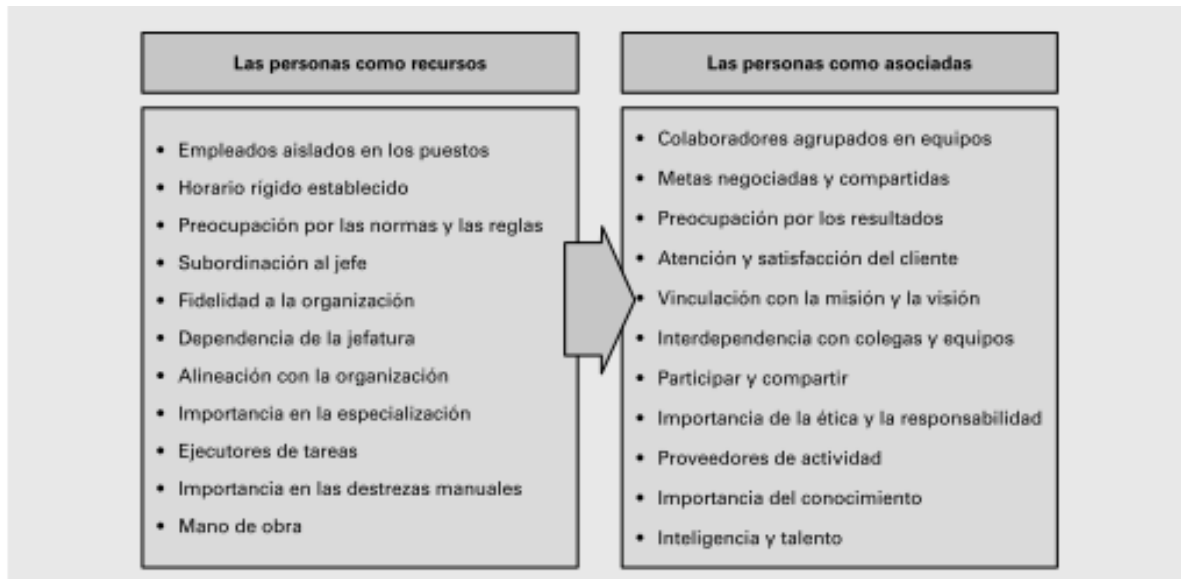 Las personas como recursos
• Empleados aislados en los puestos
• Horario rígido establecido
• Preocupación por las normas y las reglas
• Subordinación al jefe
• Fidelidad a la organización
• Dependencia de la jefatura
• Alineación con la organización
• Importancia en la especialización
• Ejecutores de tareas
• Importancia en las destrezas manuales
• Mano de obra
Las personas como asociadas
• Colaboradores agrupados en equipos
• Metas negociadas y compartidas
• Preocupación por los resultados
• Atención y satisfacción del cliente
• Vinculación con la misión y la visión
• Interdependencia con colegas y equipos
• Participar y compartir
• Importancia de la ética y la responsabilidad
• Proveedores de actividad
• Importancia del conocimiento
• Inteligencia y talento